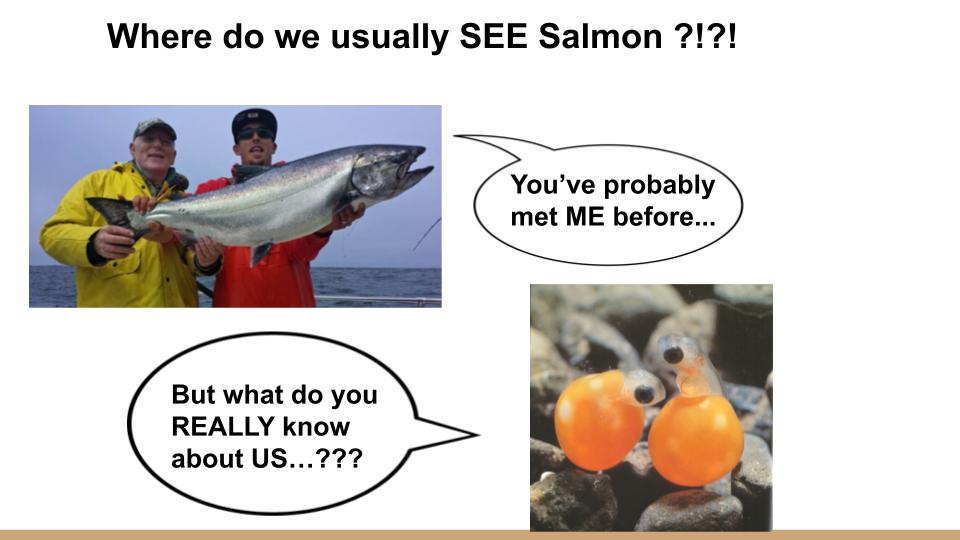 Where do we usually SEE Salmon ?!?!
You’ve probably
met ME before...
But what do you
REALLY know
about US…???